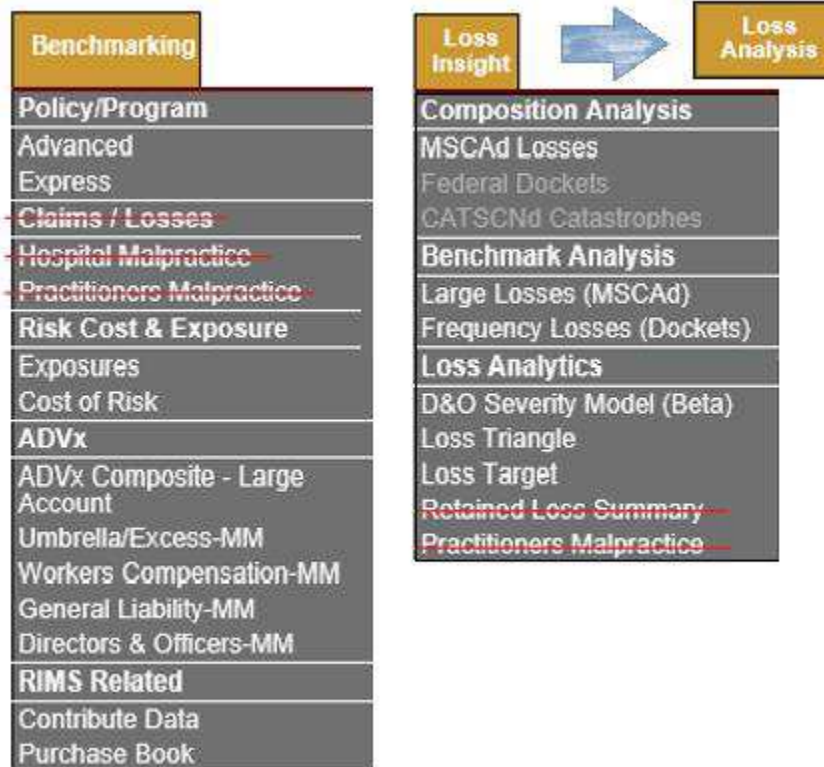 Benchmarking
Policy/Program
Advanced
Express
Claims / Losses
Hospital Malpractice
Practitioners Malpractice
Risk Cost & Exposure
Exposures
Cost of Risk
ADVx
ADVx Composite - Large
Account
Umbrella/Excess-MM
Workers Compensation-MM
General Liability-MM
Directors & Officers-MM
RIMS Related
Contribute Data
Purchase Book
Loss
Insight
Loss
Analysis
Composition Analysis
MSCAd Losses
Federal Dockets
CATSCNd Catastrophes
Benchmark Analysis
Large Losses (MSCAd)
Frequency Losses (Dockets)
Loss Analytics
D&O Severity Model (Beta)
Loss Triangle
Loss Target
Retained Loss Summary
Practitioners Malpractice